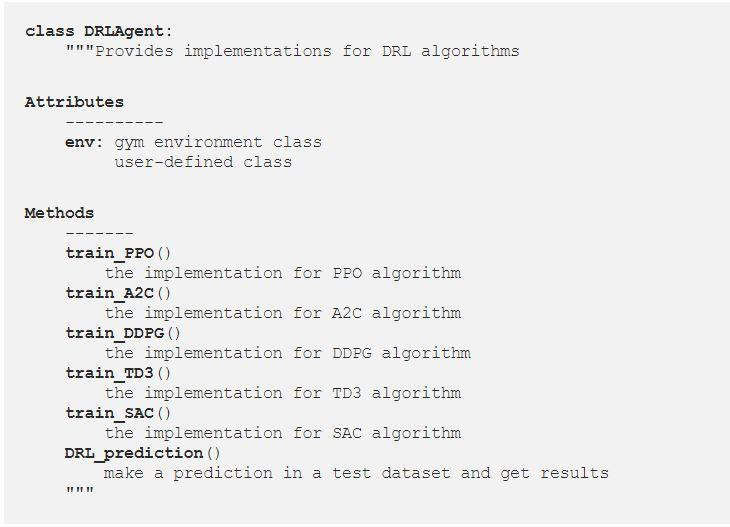 class DRLAgent:
"""Provides implementations for DRL algorithms
Attributes
----------
env: gym environment class
user-defined class
Methods
-------
train_PPO()
the implementation for PPO algorithm
train_A2C()
the implementation for A2C algorithm
train_DDPG()
the implementation for DDPG algorithm
train_TD3()
the implementation for TD3 algorithm
train_SAC()
the implementation for SAC algorithm
DRL_prediction()
make a prediction in a test dataset and get results
"""